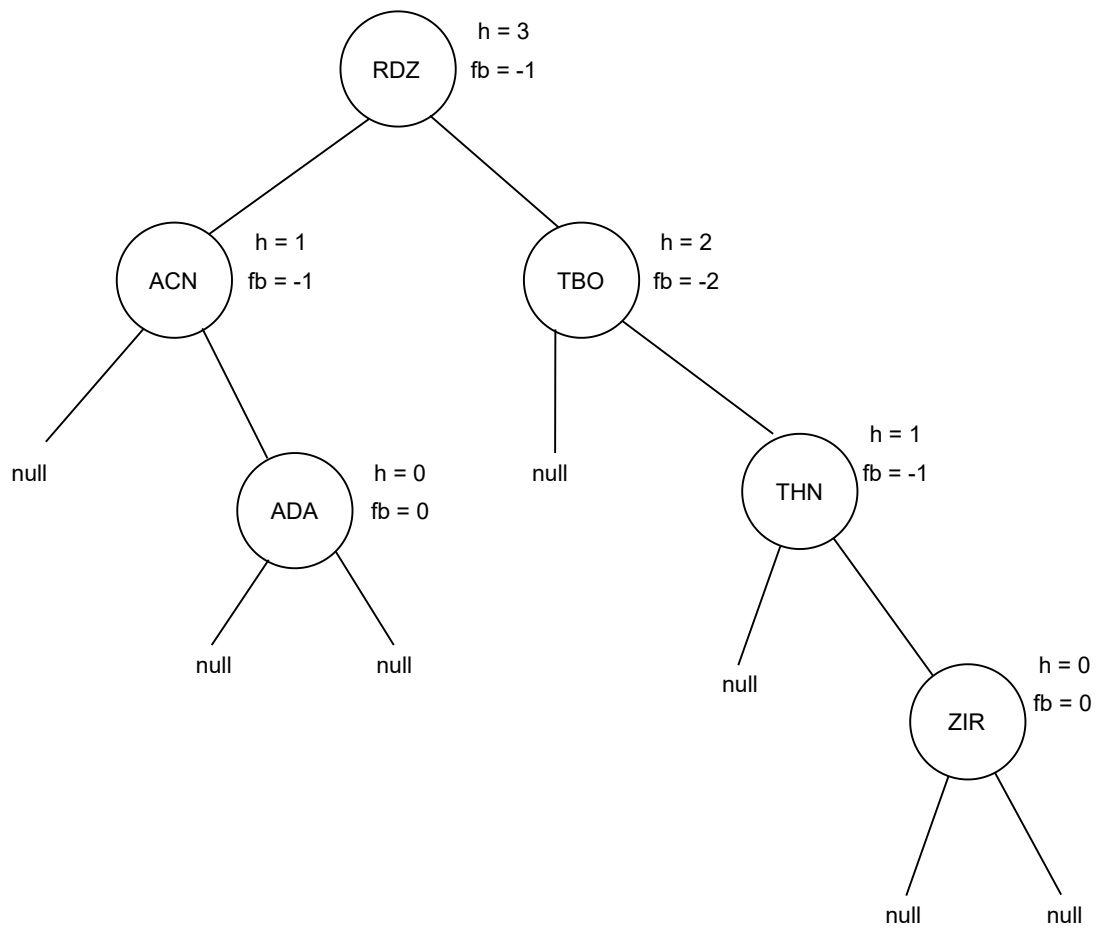 h = 3
RDZ
fb = -1
h = 1
ACN
fb = -1
h = 2
TBO
fb = -2
null
h = 0
ADA
fb = 0
null
h = 1
THN
fb = -1
null
null
null
h = 0
ZIR
fb = 0
null
null